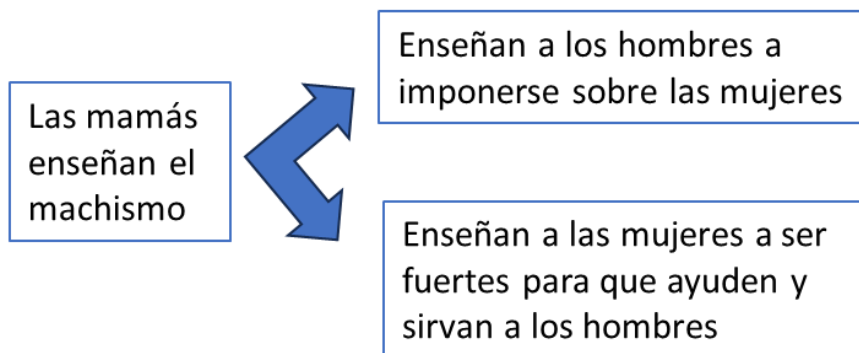 Las mamás
enseñan el
machismo
Enseñan a los hombres a
imponerse sobre las mujeres
Enseñan a las mujeres a ser
fuertes para que ayuden y
sirvan a los hombres